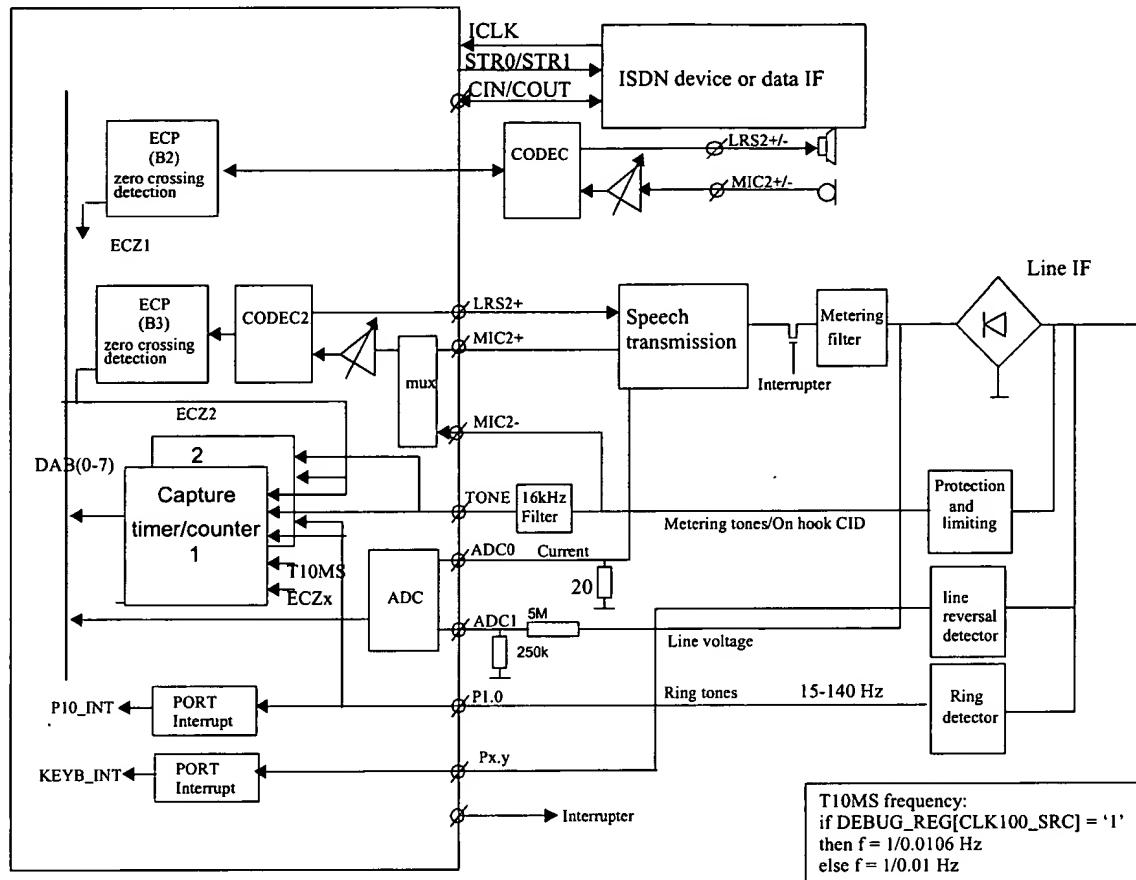 ICLK
STR0/STR1
CIN/COUT
ISDN device or data IF
ECP
(B2)
zero crossing
detection
CODEC
LRS2+/-
MIC2+/-
ECZ1
Line IF
ECP
(B3)
zero crossing
detection
CODEC2
LRS2+
MIC2+
mux
Speech
transmission
Metering
filter
Interrupter
ECZ2
MIC2-
DAB(0-7)
2
Capture
timer/counter
1
TONE
16kHz
Filter
Metering tones/On hook CID
Protection
and
limiting
T10MS
ECZx
ADC
ADC0
Current
20
ADC1
5M
250k
Line voltage
line
reversal
detector
P10_INT
PORT
Interrupt
P1.0
Ring tones
15-140 Hz
Ring
detector
KEYB_INT
PORT
Interrupt
Px.y
Interrupter
T10MS frequency:
if DEBUG_REG[CLK100_SRC] = ‘1’
then f = 1/0.0106 Hz
else f = 1/0.01 Hz